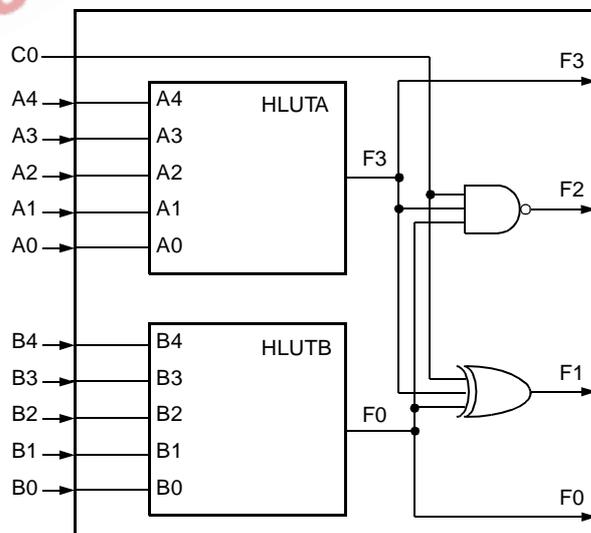 C0
F3
A4 A4 HLUTA
A3 A3
A2 A2 F3
F2
A1 A1
A0 A0
B4 B4 HLUTB
B3 B3
F1
B2 B2 F0
B1 B1
B0 B0
F0